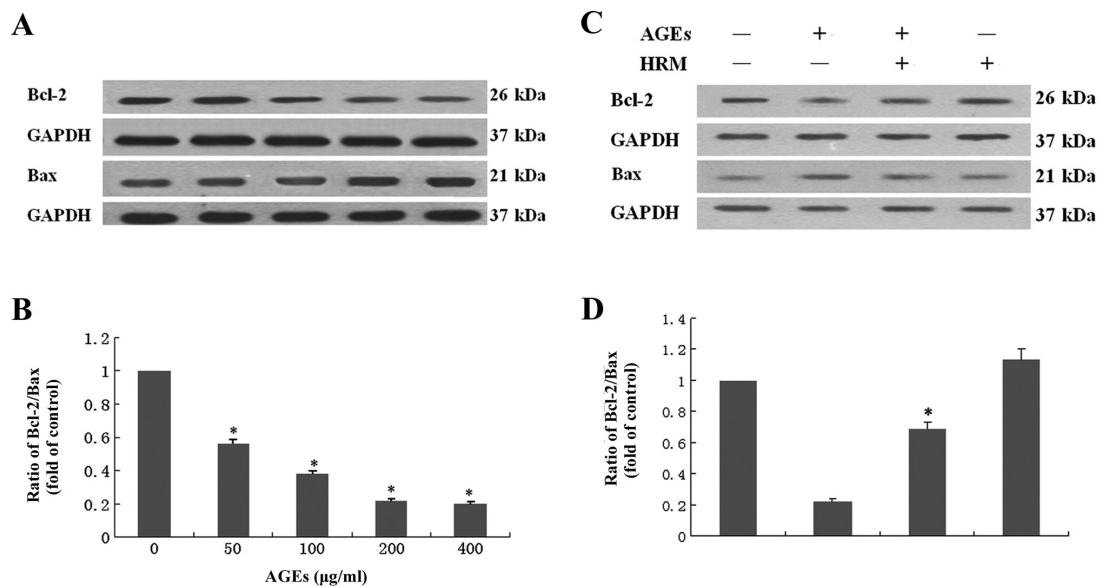 A
Bcl-2 26 kDa
GAPDH 37 kDa
Bax 21 kDa
GAPDH 37 kDa
C
AGEs — + + —
HRM — — + +
Bcl-2 26 kDa
GAPDH 37 kDa
Bax 21 kDa
GAPDH 37 kDa
B
Ratio of Bcl-2/Bax
(fold of control)
1.2
1
0.8
0.6
0.4
0.2
0
* * * *
0 50 100 200 400
AGEs (μg/ml)
D
Ratio of Bcl-2/Bax
(fold of control)
1.4
1.2
1
0.8
0.6
0.4
0.2
0
*